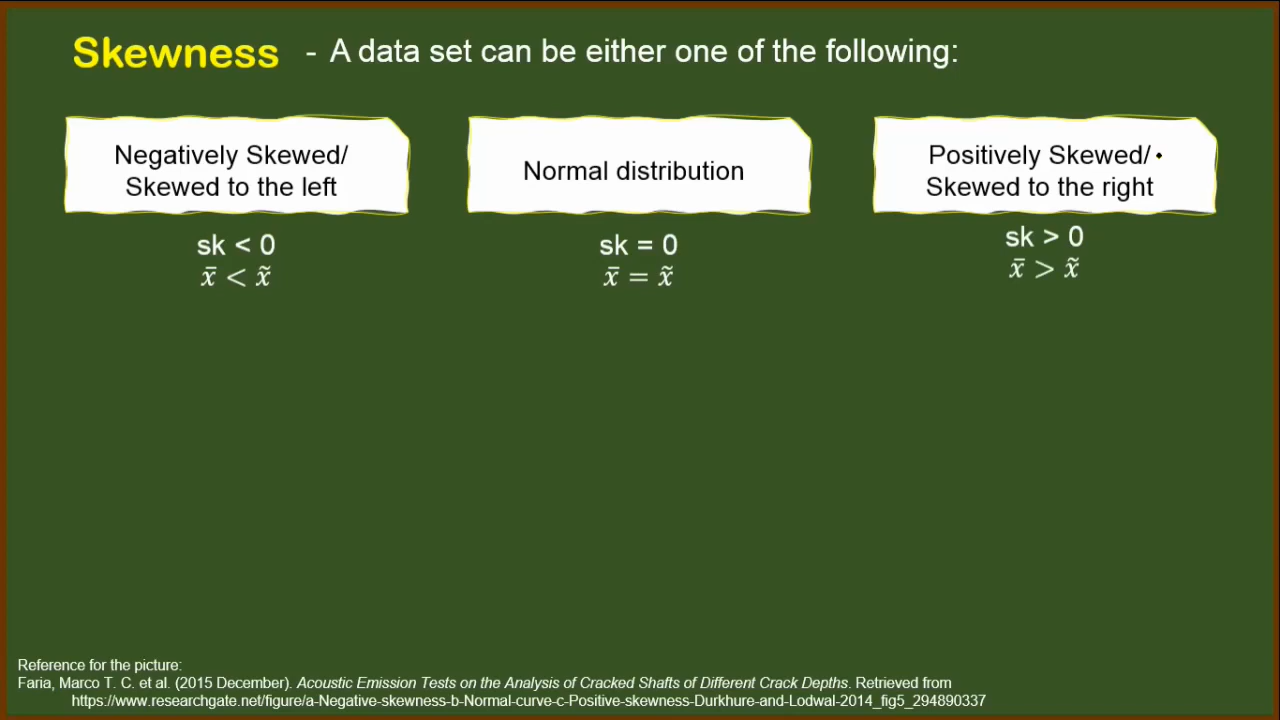 Skewness - A data set can be either one of the following:
Negatively Skewed/
Skewed to the left
sk < 0
x̄ < x̃
Normal distribution
sk = 0
x̄ = x̃
Positively Skewed/
Skewed to the right
sk > 0
x̄ > x̃
Reference for the picture:
Faria, Marco T. C. et al. (2015 December). Acoustic Emission Tests on the Analysis of Cracked Shafts of Different Crack Depths. Retrieved from
https://www.researchgate.net/figure/a-Negative-skewness-b-Normal-curve-c-Positive-skewness-Durkhure-and-Lodwal-2014_fig5_294890337